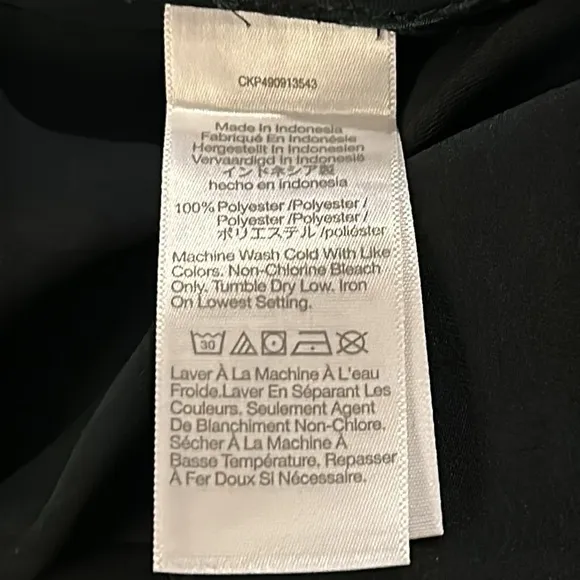 CKP490913543
Made In Indonesia
Fabriqué En Indonésie
Hergestellt In Indonesien
Vervaardigd In Indonesië
インドネシア製
hecho en indonesia
100% Polyester /Polyester /
Polyester /Polyester /
ポリエステル /poliéster
Machine Wash Cold With Like
Colors. Non-Chlorine Bleach
Only. Tumble Dry Low. Iron
On Lowest Setting.
30
Laver À La Machine À L'eau
Froide.Laver En Séparant Les
Couleurs. Seulement Agent
De Blanchiment Non-Chlore.
Sécher À La Machine À
Basse Température. Repasser
À Fer Doux Si Nécessaire.